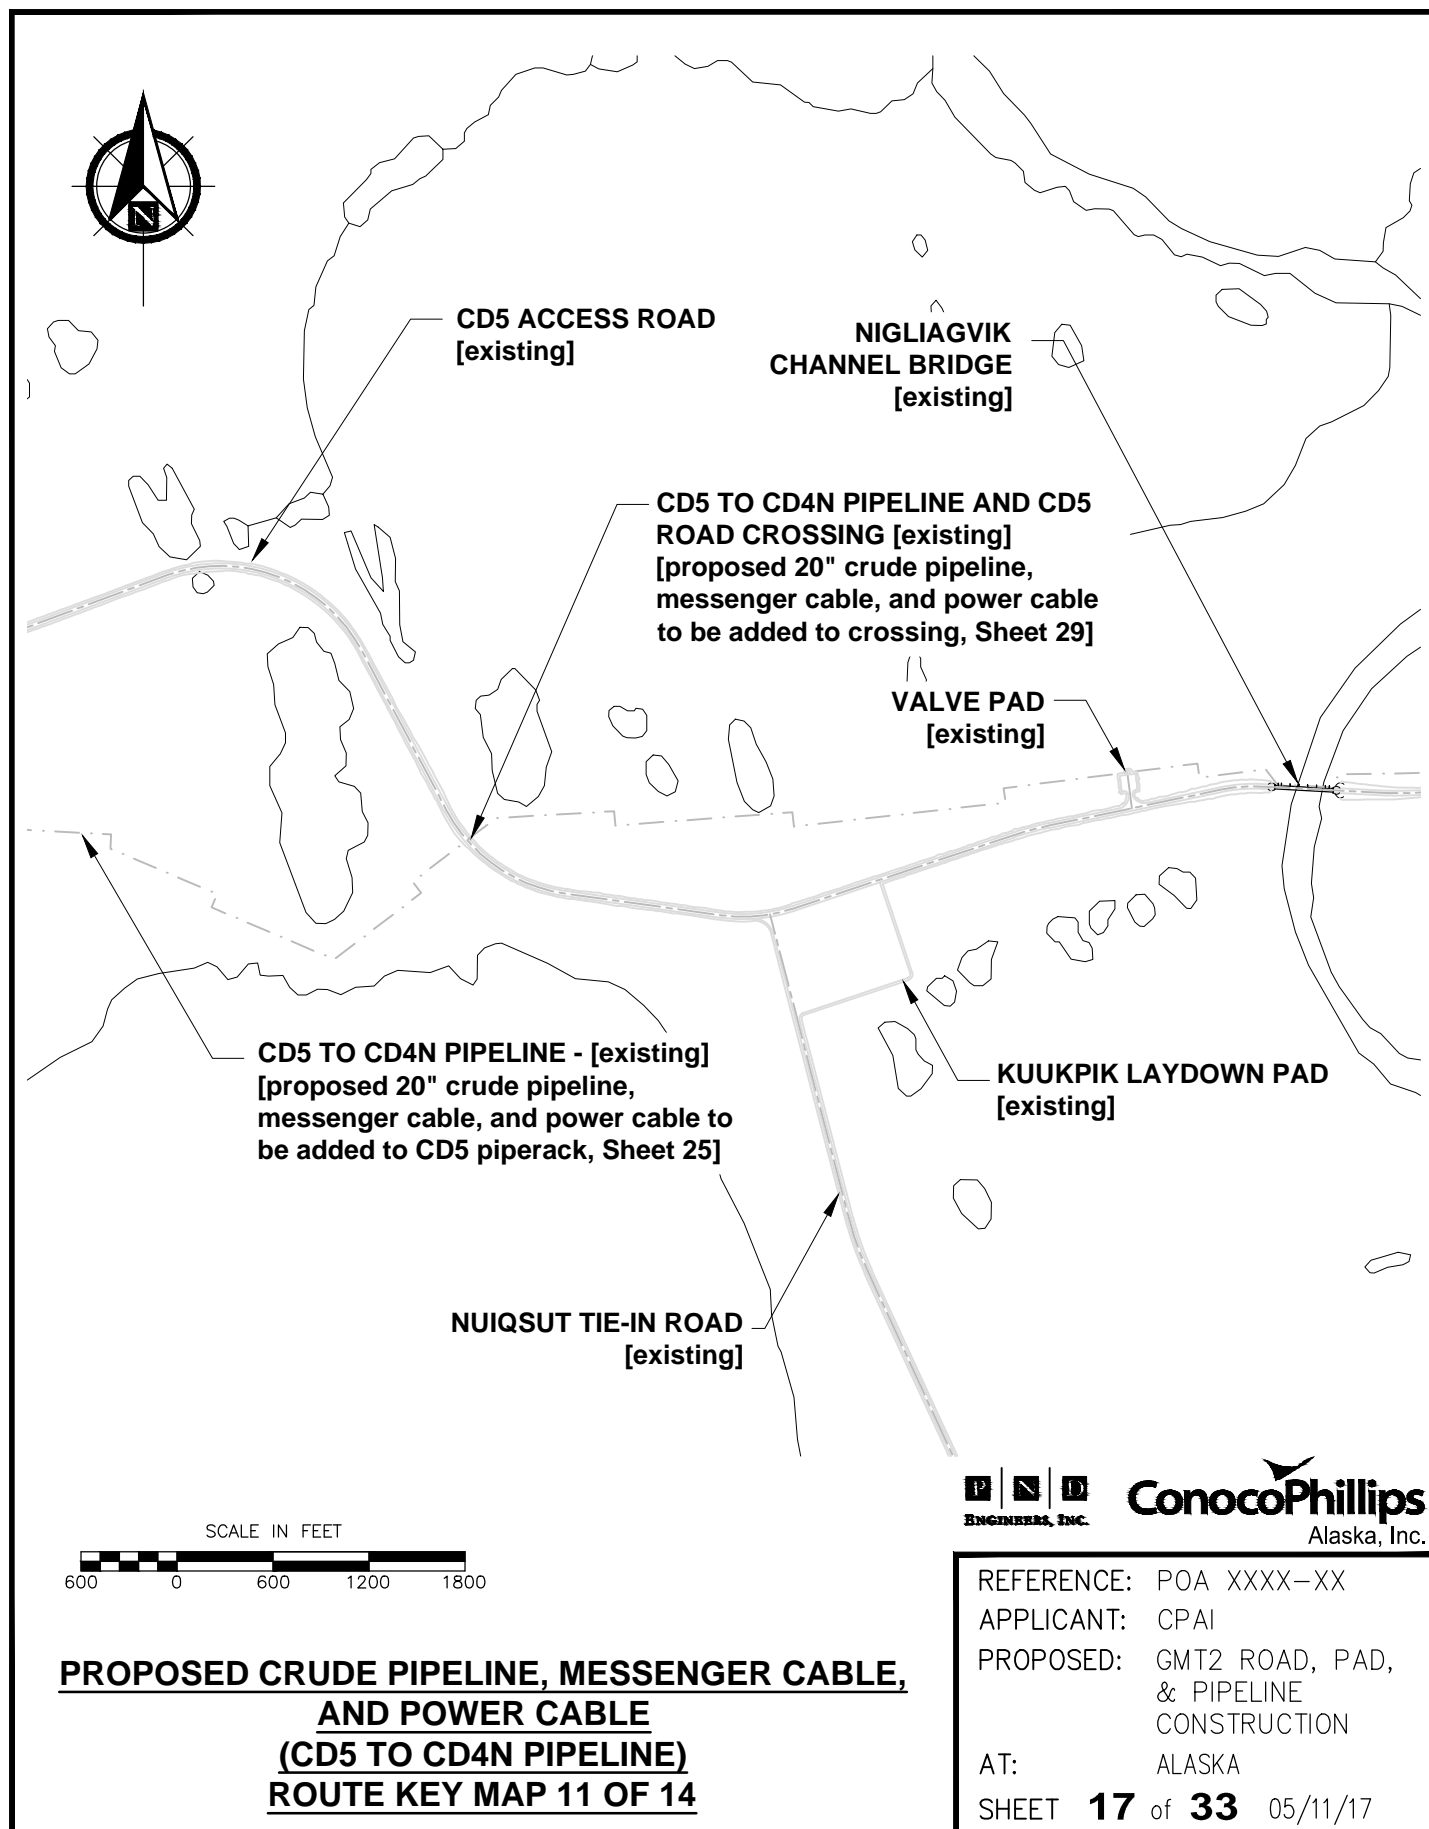 N
CD5 ACCESS ROAD
[existing]
NIGLIAGVIK
CHANNEL BRIDGE
[existing]
CD5 TO CD4N PIPELINE AND CD5
ROAD CROSSING [existing]
[proposed 20" crude pipeline,
messenger cable, and power cable
to be added to crossing, Sheet 29]
VALVE PAD
[existing]
CD5 TO CD4N PIPELINE - [existing]
[proposed 20" crude pipeline,
messenger cable, and power cable to
be added to CD5 piperack, Sheet 25]
KUUKPIK LAYDOWN PAD
[existing]
NUIQSUT TIE-IN ROAD
[existing]
P N D
ENGINEERS, INC.
ConocoPhillips
Alaska, Inc.
SCALE IN FEET
600 0 600 1200 1800
PROPOSED CRUDE PIPELINE, MESSENGER CABLE,
AND POWER CABLE
(CD5 TO CD4N PIPELINE)
ROUTE KEY MAP 11 OF 14
REFERENCE: POA XXXX-XX
APPLICANT: CPAI
PROPOSED: GMT2 ROAD, PAD,
& PIPELINE
CONSTRUCTION
AT: ALASKA
SHEET 17 of 33 05/11/17